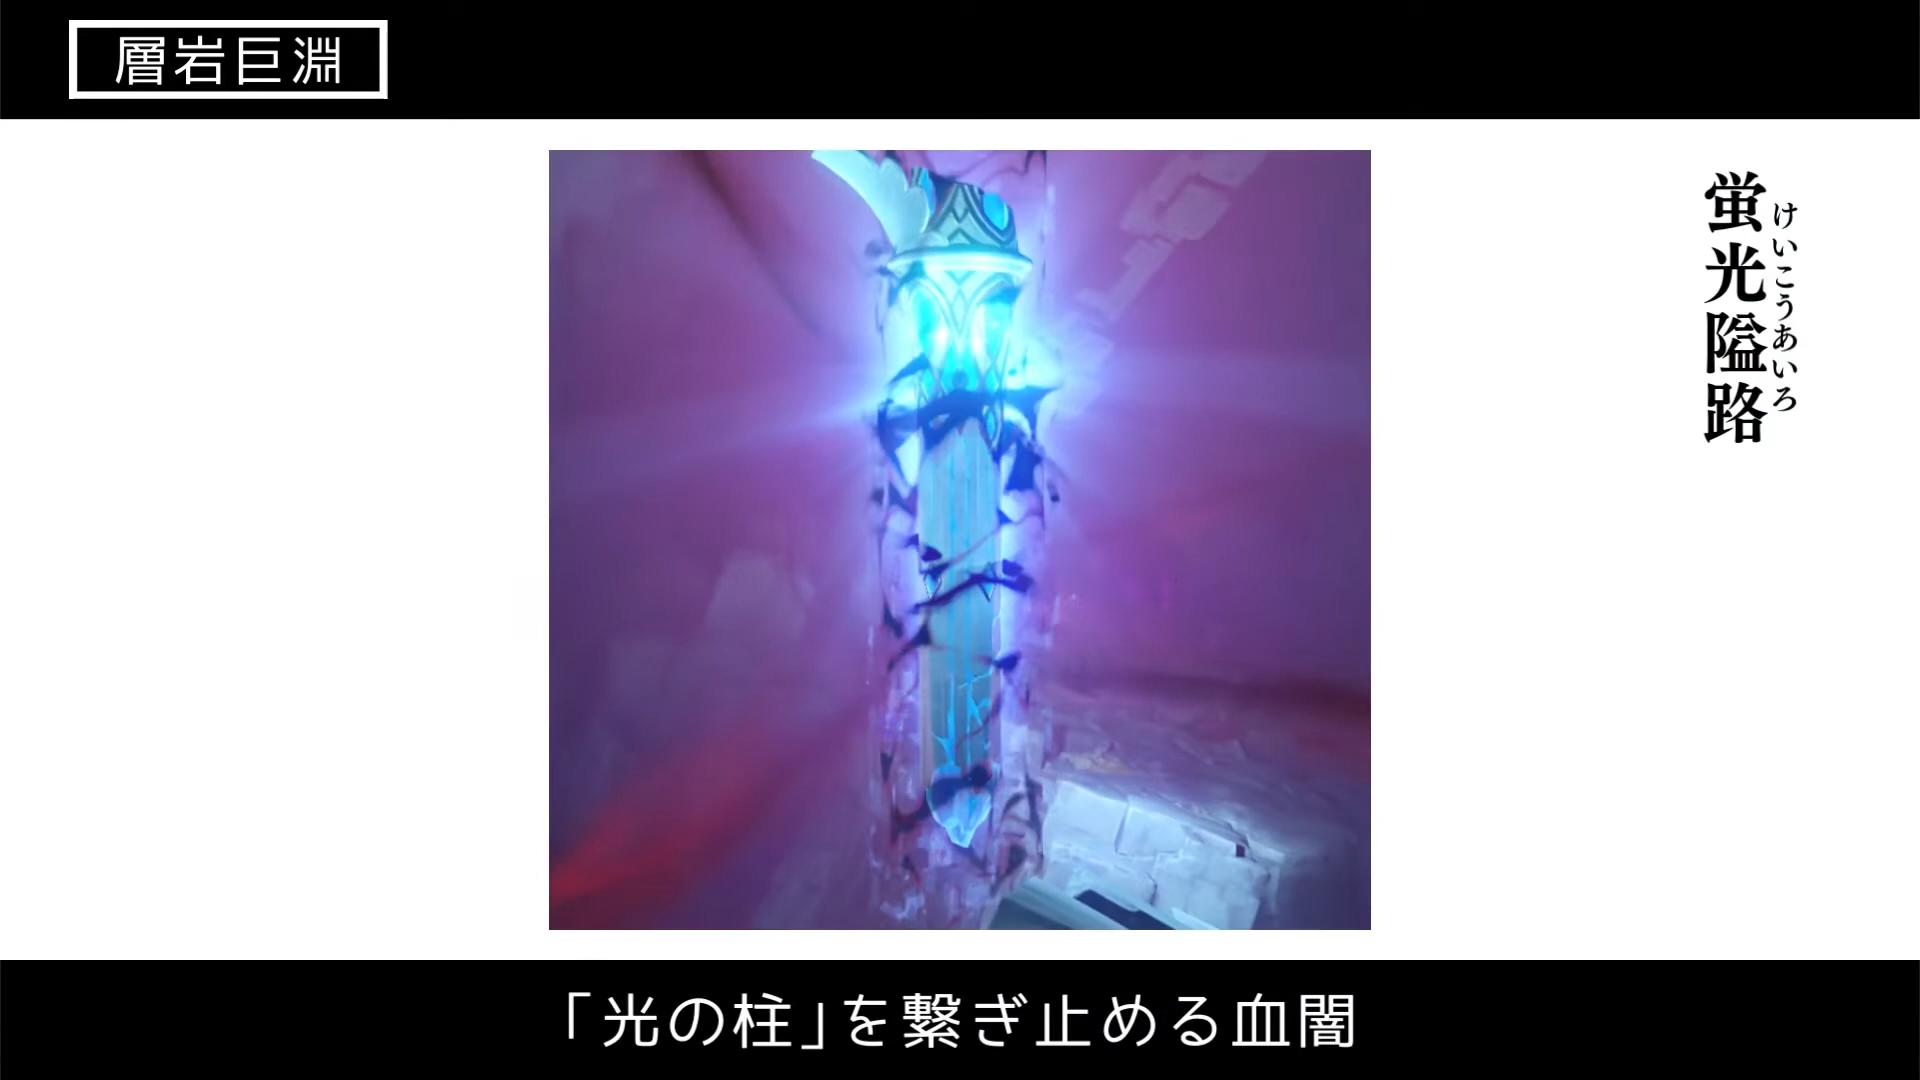 層岩巨淵
蛍光隘路
けいこうあいろ
「光の柱」を繋ぎ止める血闇